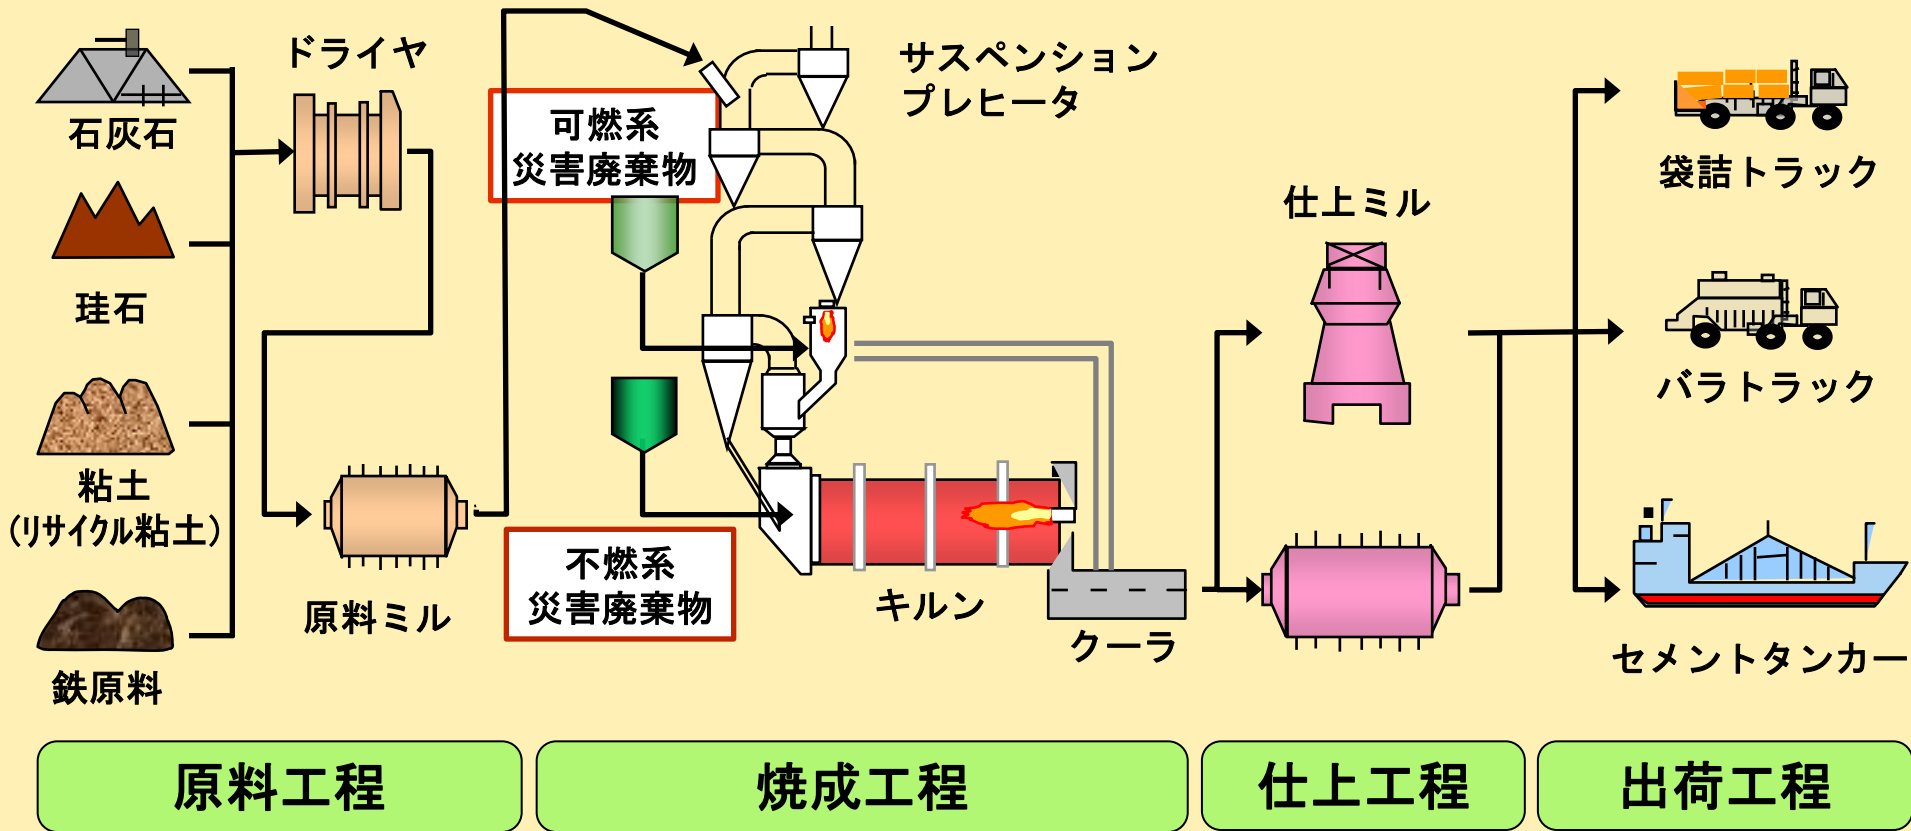 ドライヤ
サスペンション
プレヒータ
石灰石
可燃系
災害廃棄物
袋詰トラック
仕上ミル
珪石
バラトラック
粘土
(リサイクル粘土)
不燃系
災害廃棄物
原料ミル
キルン
クーラ
セメントタンカー
鉄原料
原料工程
焼成工程
仕上工程
出荷工程